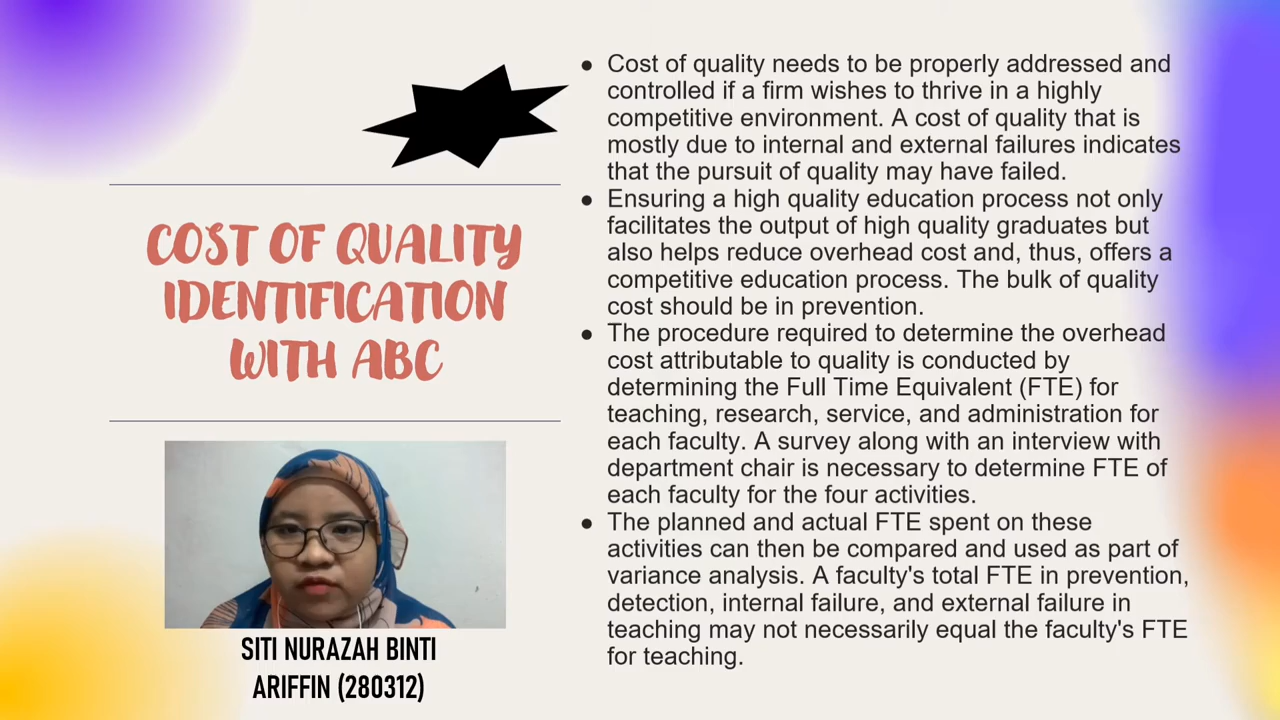 COST OF QUALITY
IDENTIFICATION
WITH ABC
SITI NURAZAH BINTI
ARIFFIN (280312)
● Cost of quality needs to be properly addressed and
controlled if a firm wishes to thrive in a highly
competitive environment. A cost of quality that is
mostly due to internal and external failures indicates
that the pursuit of quality may have failed.
● Ensuring a high quality education process not only
facilitates the output of high quality graduates but
also helps reduce overhead cost and, thus, offers a
competitive education process. The bulk of quality
cost should be in prevention.
● The procedure required to determine the overhead
cost attributable to quality is conducted by
determining the Full Time Equivalent (FTE) for
teaching, research, service, and administration for
each faculty. A survey along with an interview with
department chair is necessary to determine FTE of
each faculty for the four activities.
● The planned and actual FTE spent on these
activities can then be compared and used as part of
variance analysis. A faculty's total FTE in prevention,
detection, internal failure, and external failure in
teaching may not necessarily equal the faculty's FTE
for teaching.